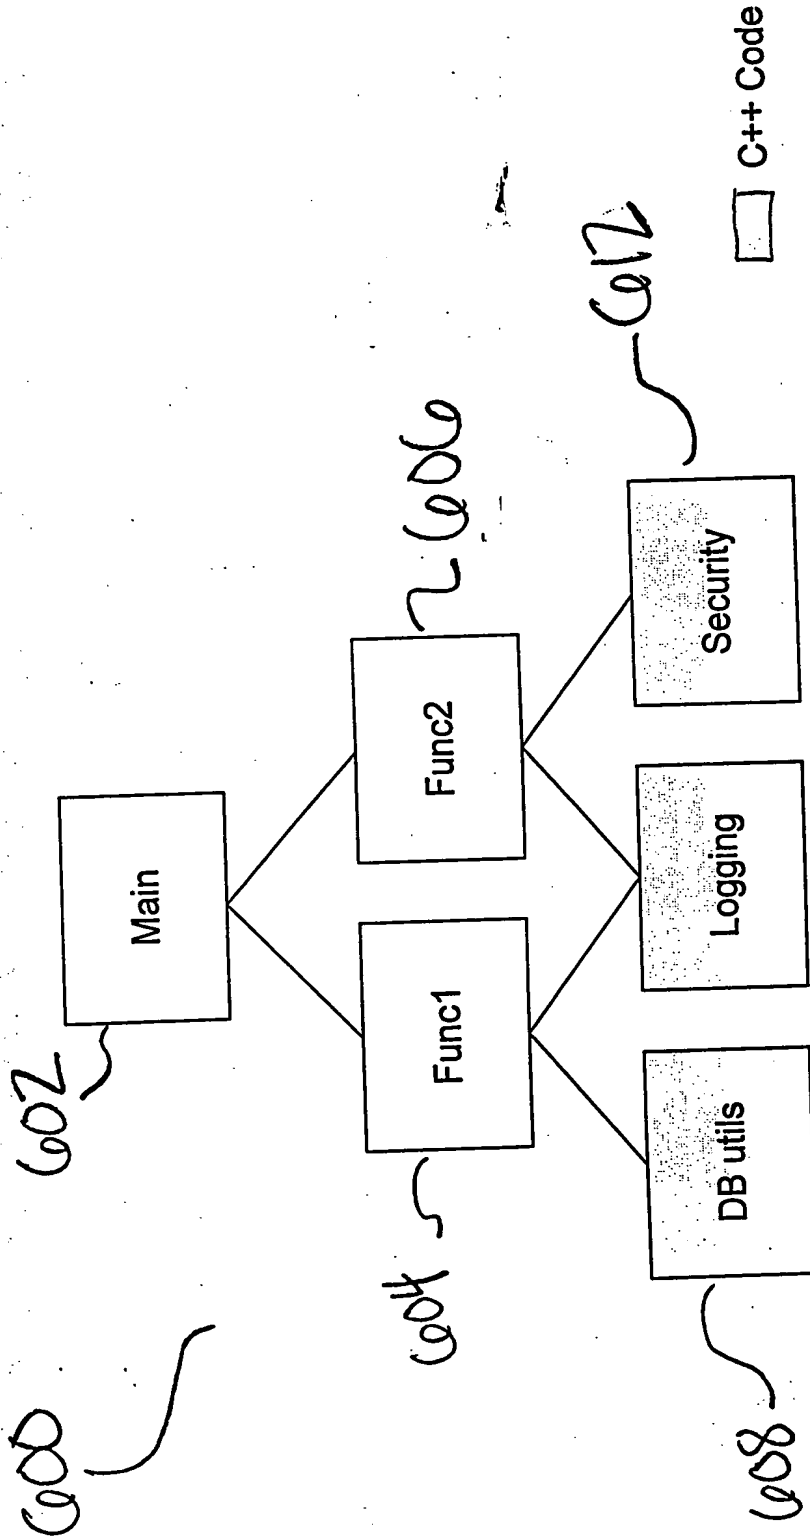 600
602
Main
604
Func1
Func2
606
608
DB utils
Logging
Security
612
C++ Code